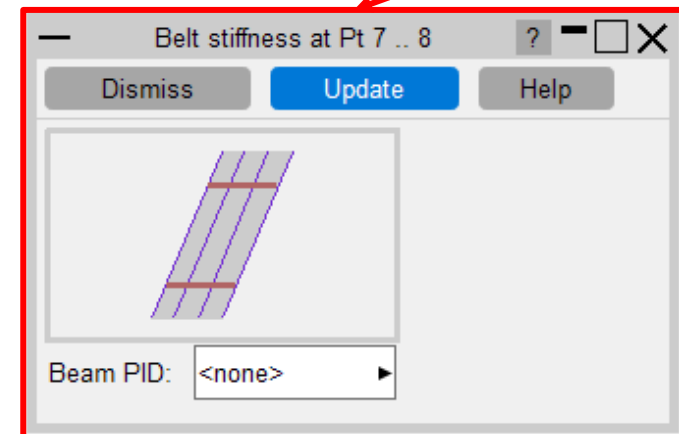 Belt stiffness at Pt 7 .. 8 ?
Dismiss Update Help
Beam PID: <none>